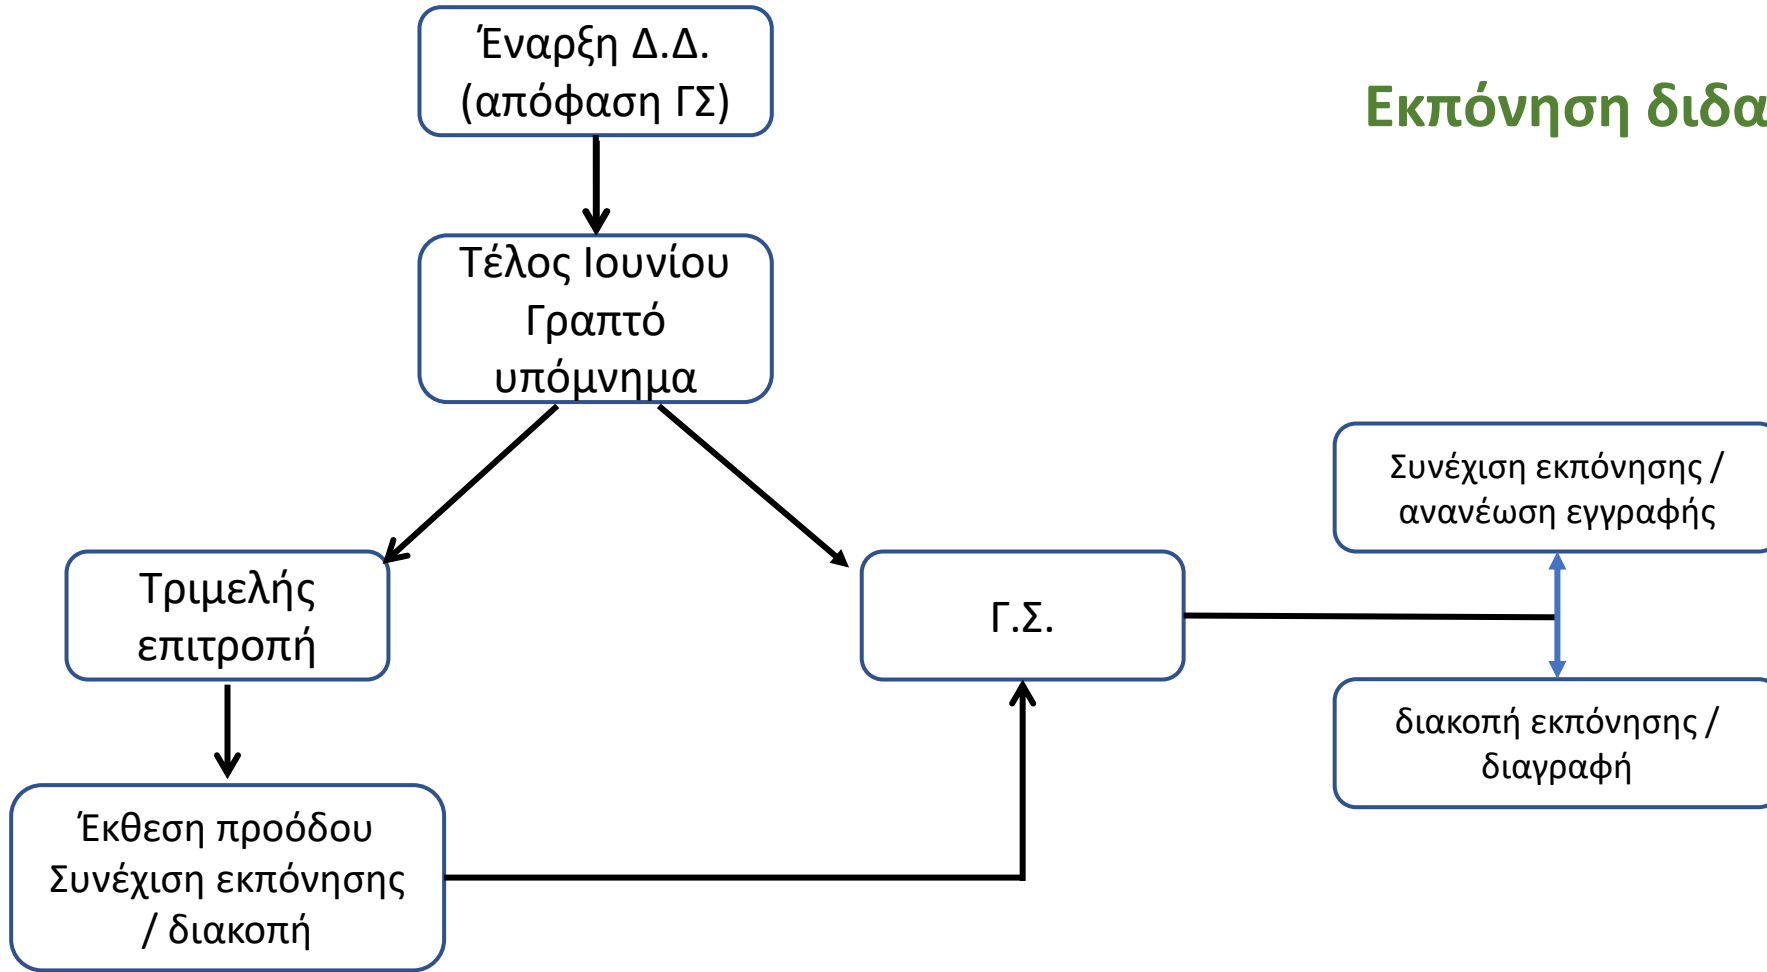 Έναρξη Δ.Δ.
(απόφαση ΓΣ)
Εκπόνηση διδα
Τέλος Ιουνίου
Γραπτό
υπόμνημα
Συνέχιση εκπόνησης /
ανανέωση εγγραφής
Τριμελής
επιτροπή
Γ.Σ.
διακοπή εκπόνησης /
διαγραφή
Έκθεση προόδου
Συνέχιση εκπόνησης
/ διακοπή